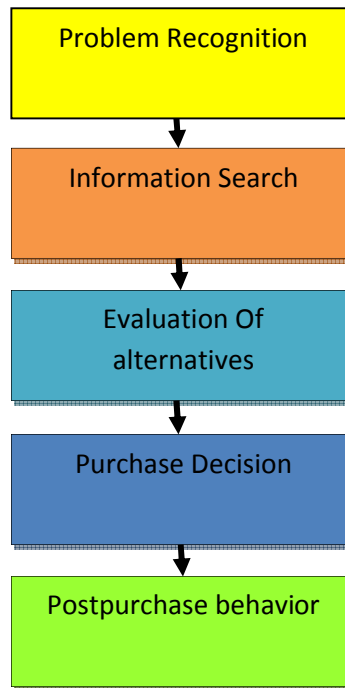 Problem Recognition
Information Search
Evaluation Of
alternatives
Purchase Decision
Postpurchase behavior